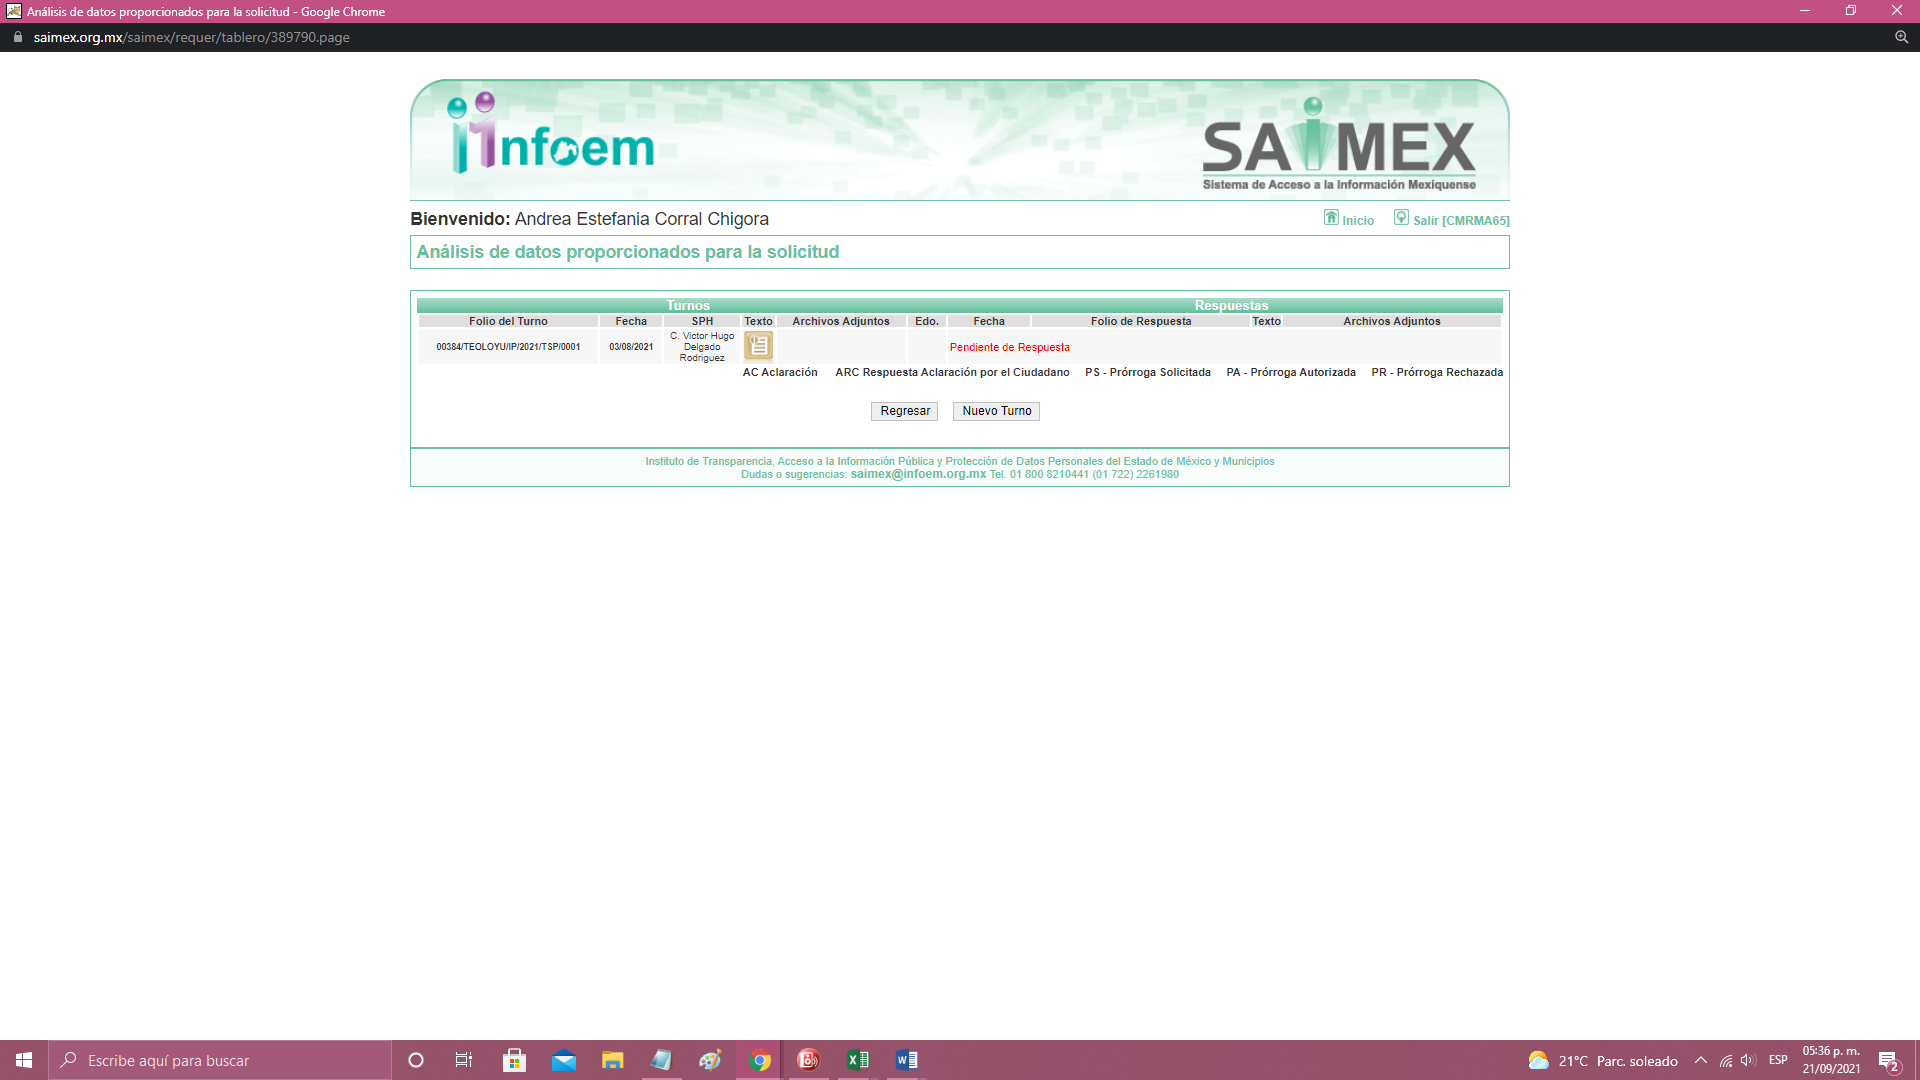 Análisis de datos proporcionados para la solicitud - Google Chrome
saimex.org.mx/saimex/requer/tablero/389790.page
infoem
SAIMEX
Sistema de Acceso a la Información Mexiquense
Bienvenido: Andrea Estefania Corral Chigora
Inicio Salir [CMRMA65]
Análisis de datos proporcionados para la solicitud
Turnos Respuestas
Folio del Turno Fecha SPH Texto Archivos Adjuntos Edo. Fecha Folio de Respuesta Texto Archivos Adjuntos
00384/TEOLOYU/IP/2021/TSP/0001 03/08/2021 C. Victor Hugo Delgado Rodriguez Pendiente de Respuesta
AC Aclaración ARC Respuesta Aclaración por el Ciudadano PS - Prórroga Solicitada PA - Prórroga Autorizada PR - Prórroga Rechazada
Regresar Nuevo Turno
Instituto de Transparencia, Acceso a la Información Pública y Protección de Datos Personales del Estado de México y Municipios
Dudas o sugerencias: saimex@infoem.org.mx Tel. 01 800 8210441 (01 722) 2261980
Escribe aquí para buscar
21°C Parc. soleado
ESP
05:36 p. m.
21/09/2021
2